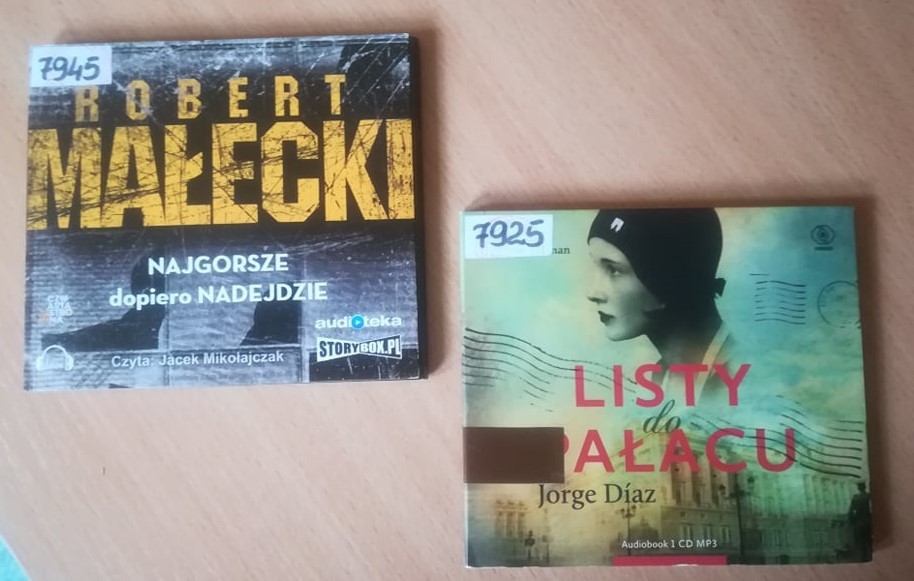 7945
ROBERT
MAŁECKI
NAJGORSZE
dopiero NADEJDZIE
audioteka
STORYBOX.PL
Czyta: Jacek Mikołajczak
7925
LISTY
do
PAŁACU
Jorge Díaz
Audiobook 1 CD MP3